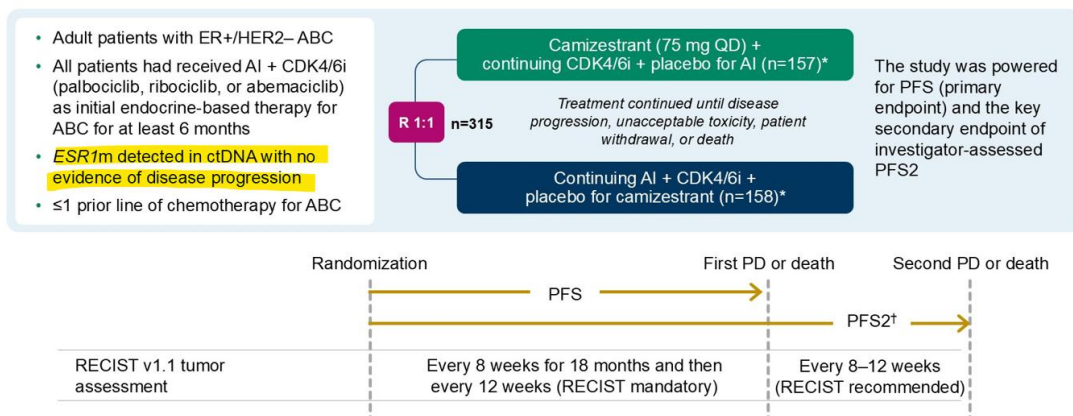 • Adult patients with ER+/HER2– ABC
• All patients had received AI + CDK4/6i
(palbociclib, ribociclib, or abemaciclib)
as initial endocrine-based therapy for
ABC for at least 6 months
• ESR1m detected in ctDNA with no
evidence of disease progression
• ≤1 prior line of chemotherapy for ABC
R 1:1 n=315
Camizestrant (75 mg QD) +
continuing CDK4/6i + placebo for AI (n=157)*
Treatment continued until disease
progression, unacceptable toxicity, patient
withdrawal, or death
Continuing AI + CDK4/6i +
placebo for camizestrant (n=158)*
The study was powered
for PFS (primary
endpoint) and the key
secondary endpoint of
investigator-assessed
PFS2
Randomization First PD or death Second PD or death
PFS
PFS2†
RECIST v1.1 tumor
assessment
Every 8 weeks for 18 months and then
every 12 weeks (RECIST mandatory)
Every 8–12 weeks
(RECIST recommended)